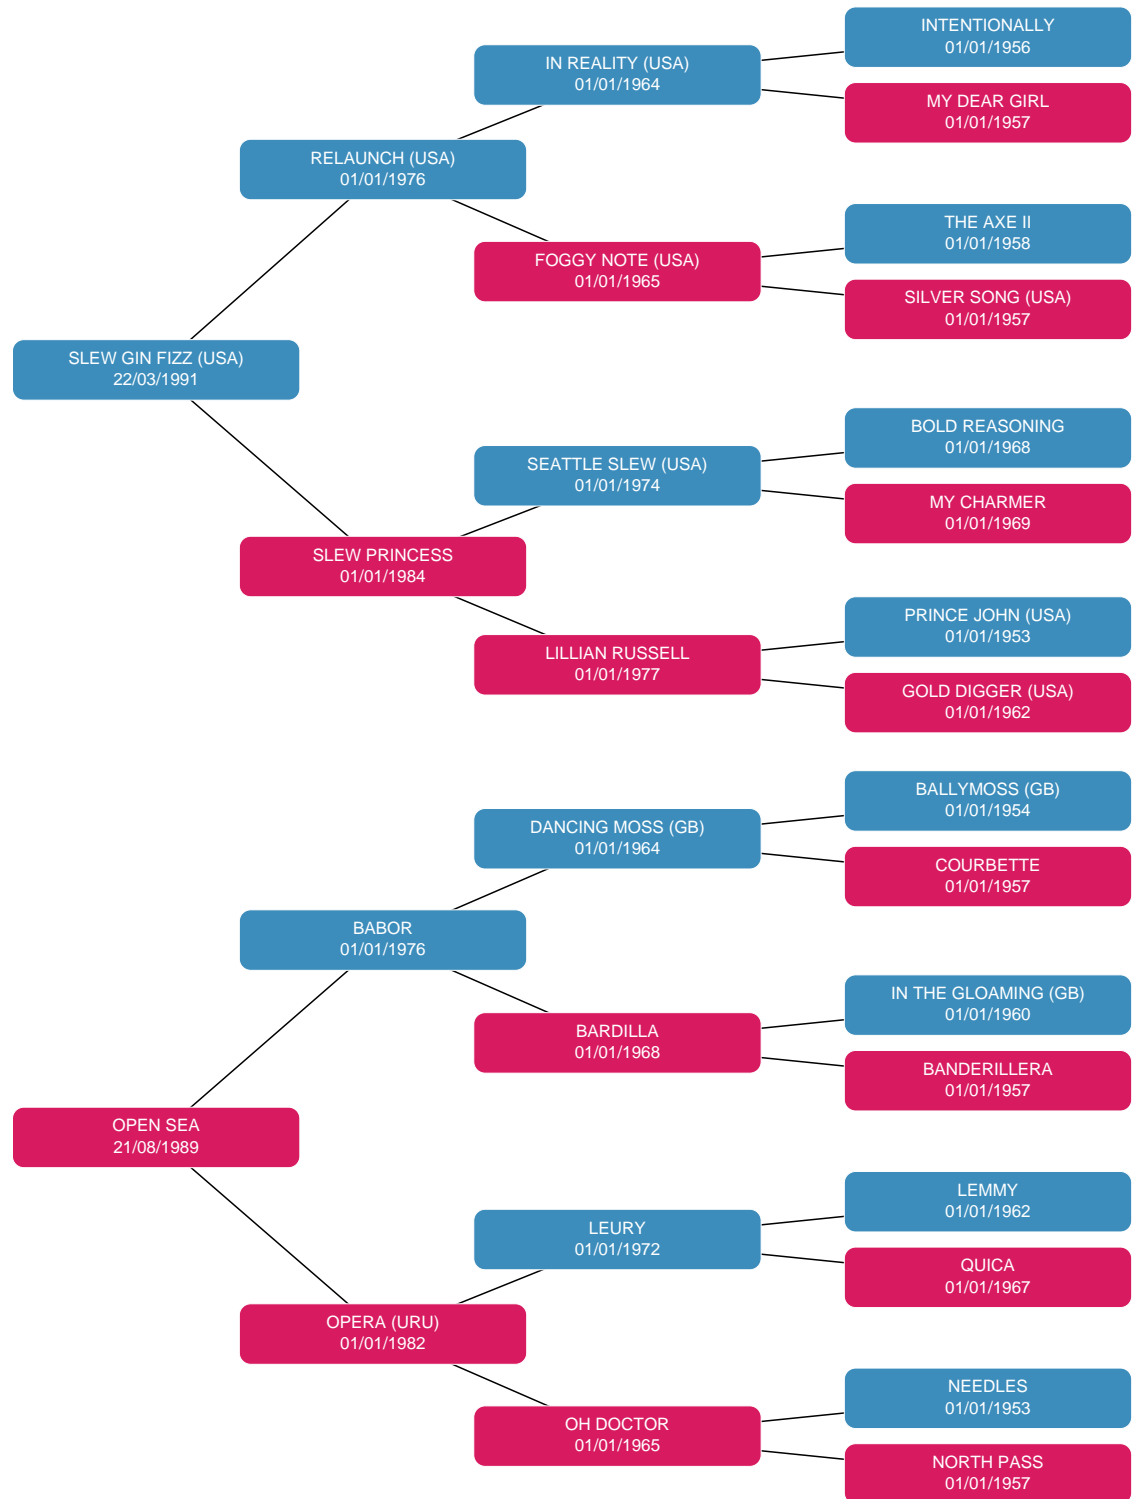 INTENTIONALLY
01/01/1956
IN REALITY (USA)
01/01/1964
MY DEAR GIRL
01/01/1957
RELAUNCH (USA)
01/01/1976
THE AXE II
01/01/1958
FOGGY NOTE (USA)
01/01/1965
SILVER SONG (USA)
01/01/1957
SLEW GIN FIZZ (USA)
22/03/1991
BOLD REASONING
01/01/1968
SEATTLE SLEW (USA)
01/01/1974
MY CHARMER
01/01/1969
SLEW PRINCESS
01/01/1984
PRINCE JOHN (USA)
01/01/1953
LILLIAN RUSSELL
01/01/1977
GOLD DIGGER (USA)
01/01/1962
BALLYMOSS (GB)
01/01/1954
DANCING MOSS (GB)
01/01/1964
COURBETTE
01/01/1957
BABOR
01/01/1976
IN THE GLOAMING (GB)
01/01/1960
BARDILLA
01/01/1968
BANDERILLERA
01/01/1957
OPEN SEA
21/08/1989
LEMMY
01/01/1962
LEURY
01/01/1972
QUICA
01/01/1967
OPERA (URU)
01/01/1982
NEEDLES
01/01/1953
OH DOCTOR
01/01/1965
NORTH PASS
01/01/1957